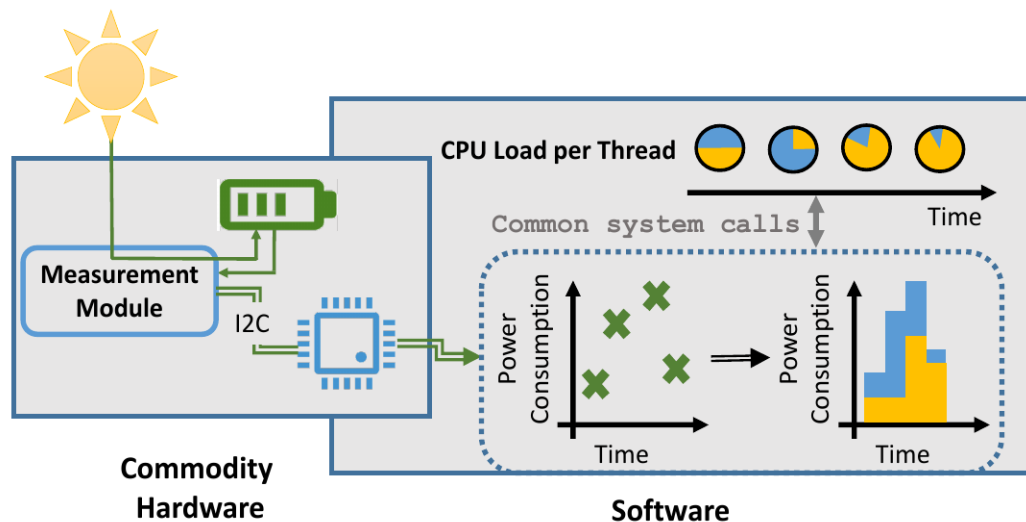 CPU Load per Thread
Time
Common system calls
Measurement
Module
I2C
Power
Consumption
Time
Power
Consumption
Time
Commodity
Hardware
Software